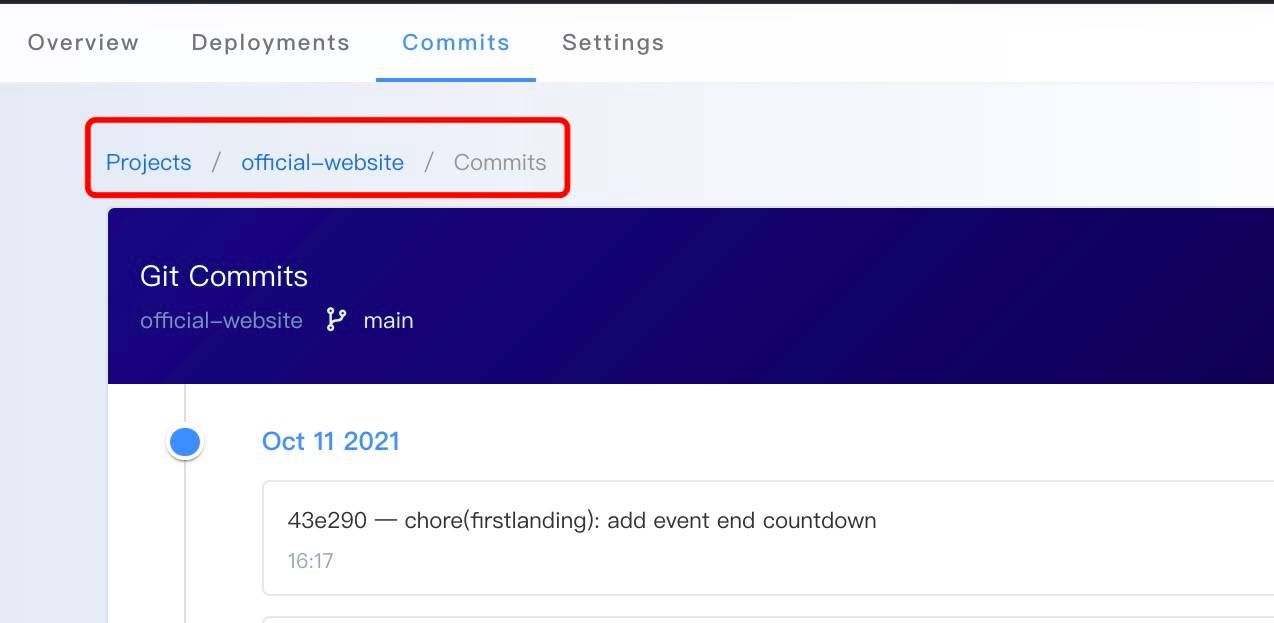 Overview Deployments Commits Settings
Projects / official-website / Commits
Git Commits
official-website main
Oct 11 2021
43e290 — chore(firstlanding): add event end countdown
16:17